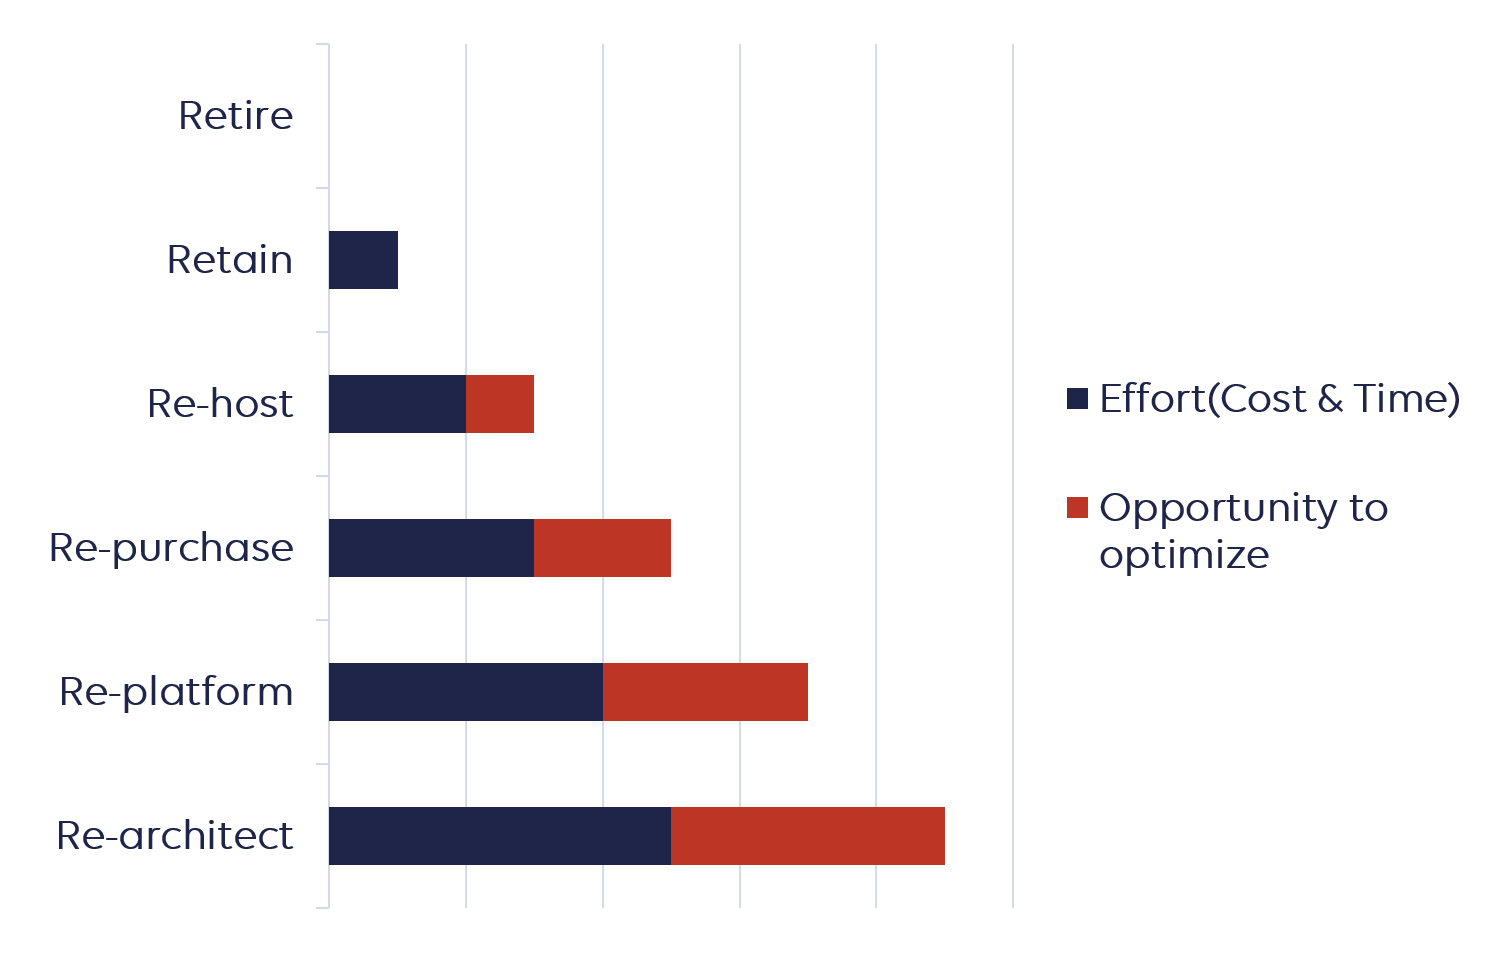 Retire
Retain
Re-host
Re-purchase
Re-platform
Re-architect
Effort(Cost & Time)
Opportunity to
optimize